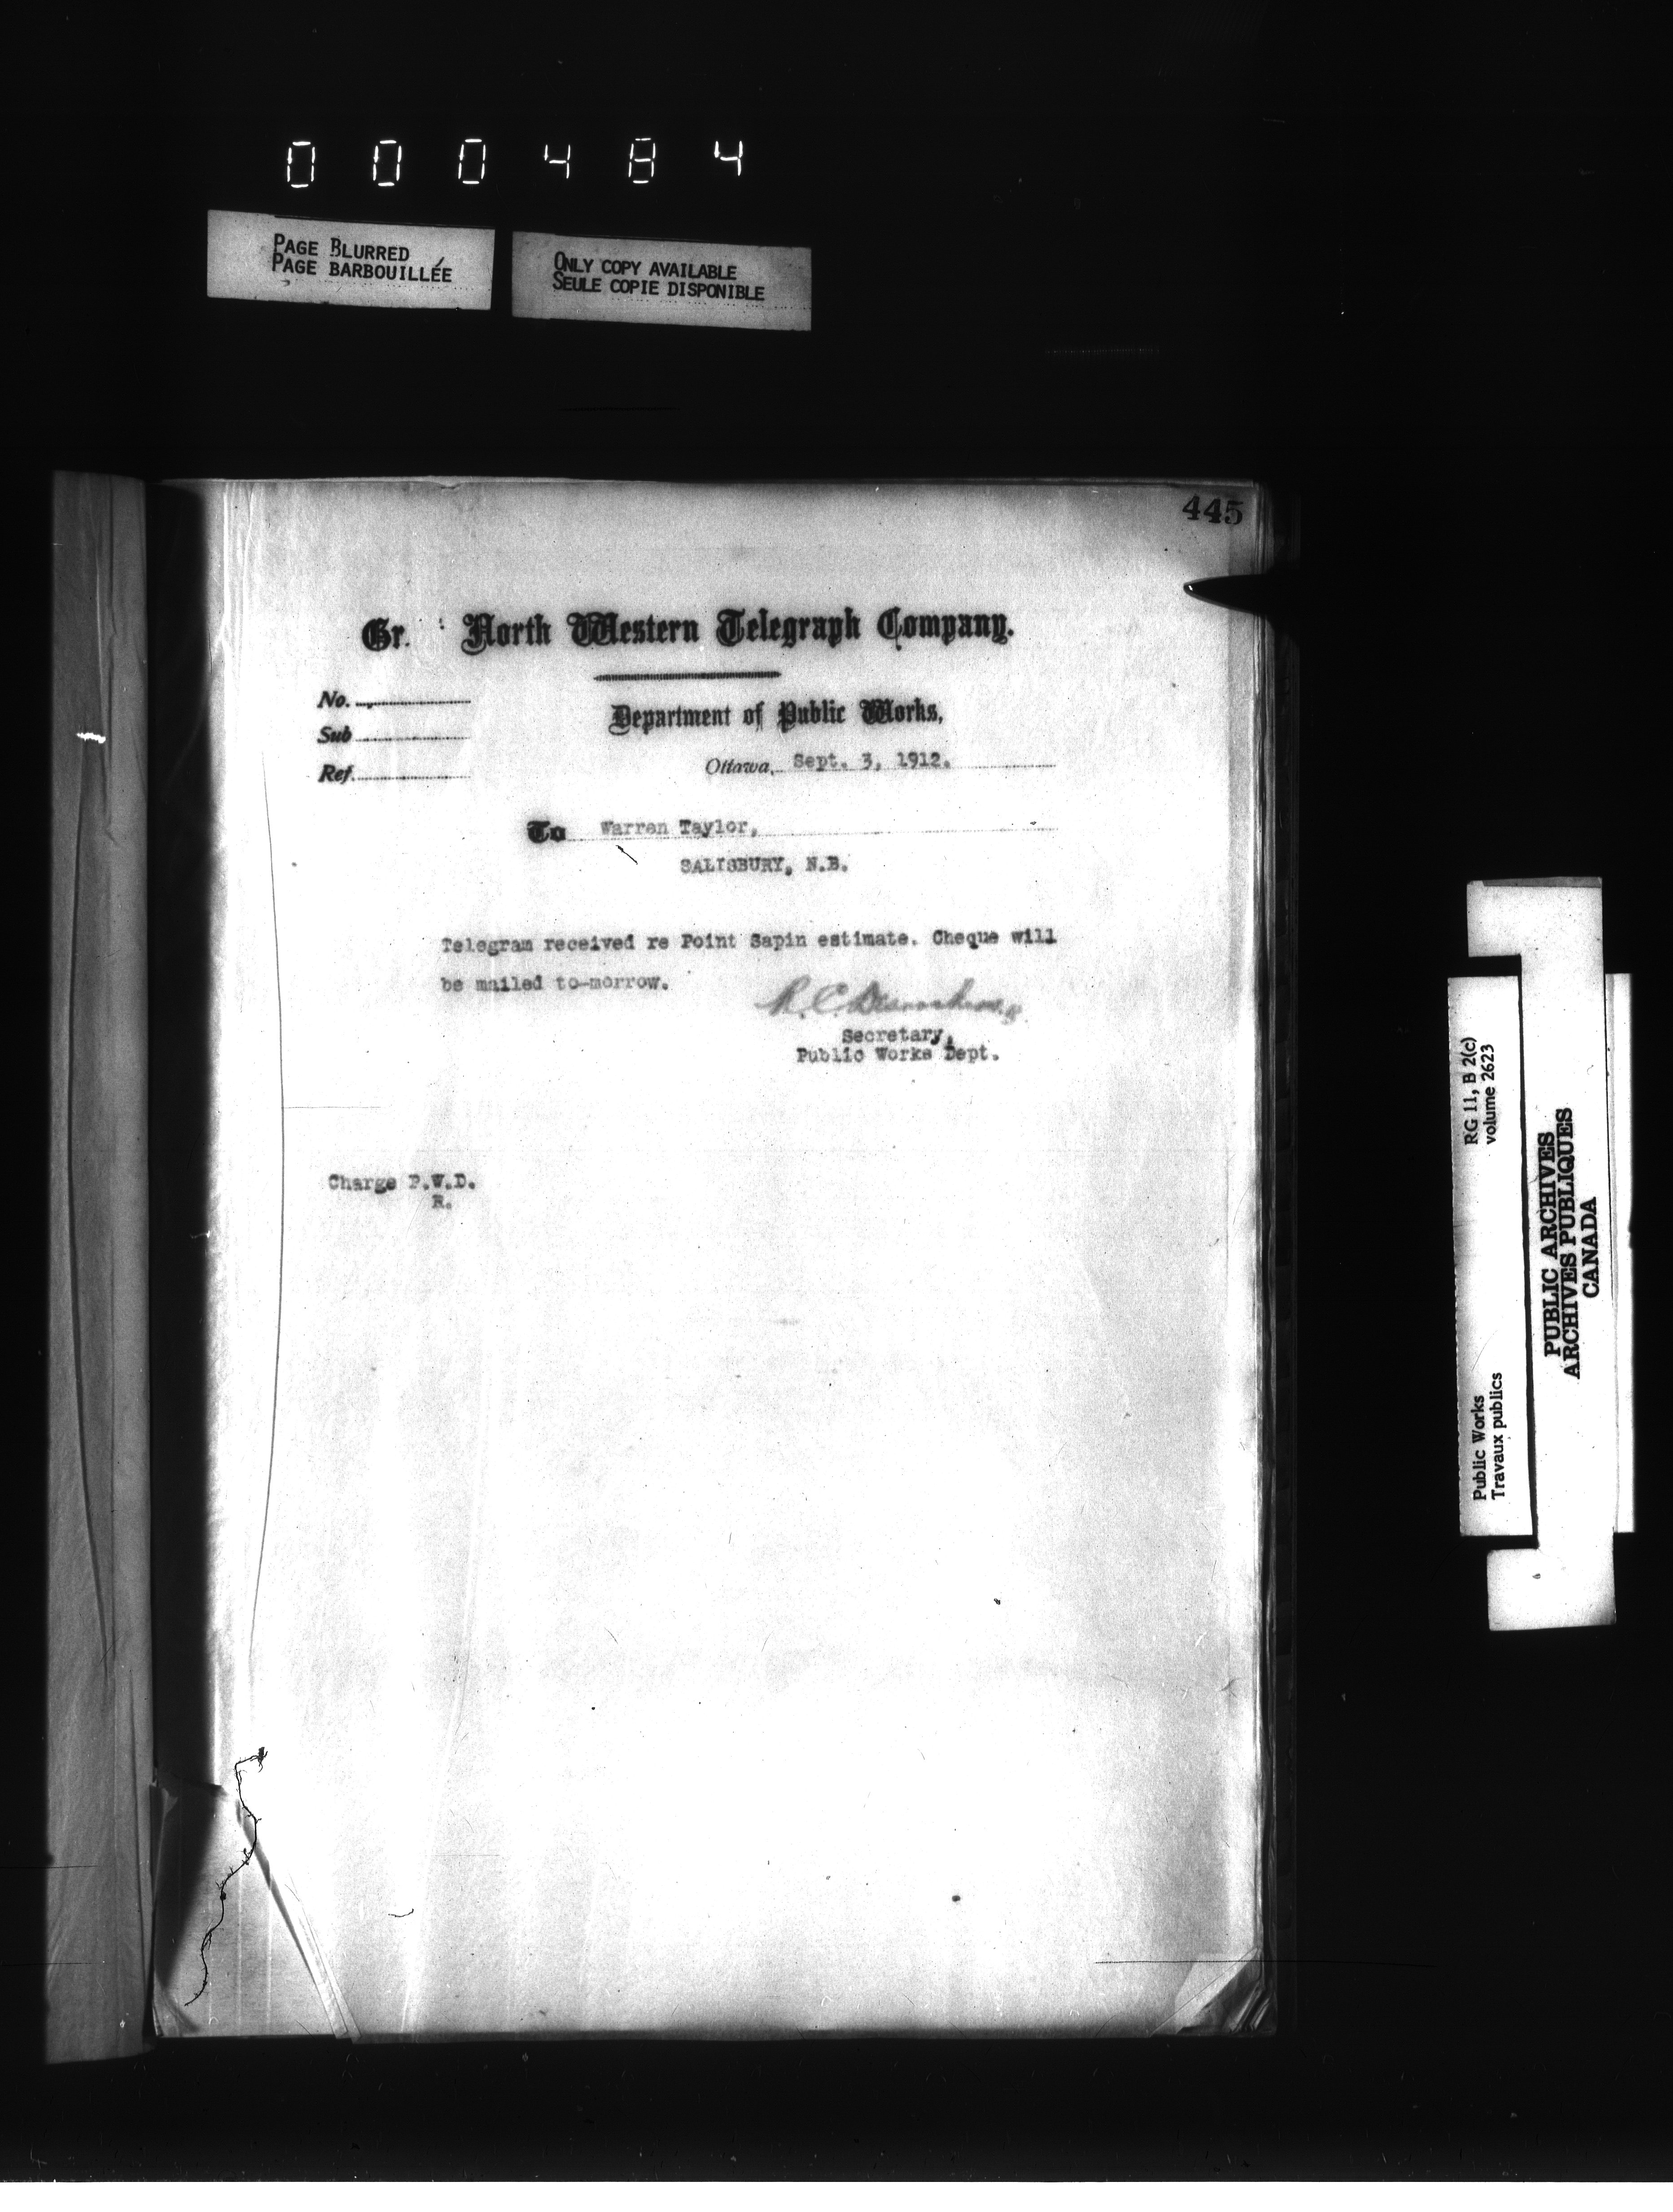 000484
PAGE BLURRED
PAGE BARBOUILLÉE
ONLY COPY AVAILABLE
SEULE COPIE DISPONIBLE
445
Gr. North Western Telegraph Company.
No.
Sub
Ref.
Department of Public Works,
Ottawa, Sept. 3, 1912.
To Warren Taylor,
SALISBURY, N.B.
Telegram received re Point Sapin estimate. Cheque will
be mailed to-morrow.
R. C. Desrochers
Secretary,
Public Works Dept.
Charge P.W.D.
R.
RG 11, B 2(c)
volume 2623
Public Works
Travaux publics
PUBLIC ARCHIVES
ARCHIVES PUBLIQUES
CANADA